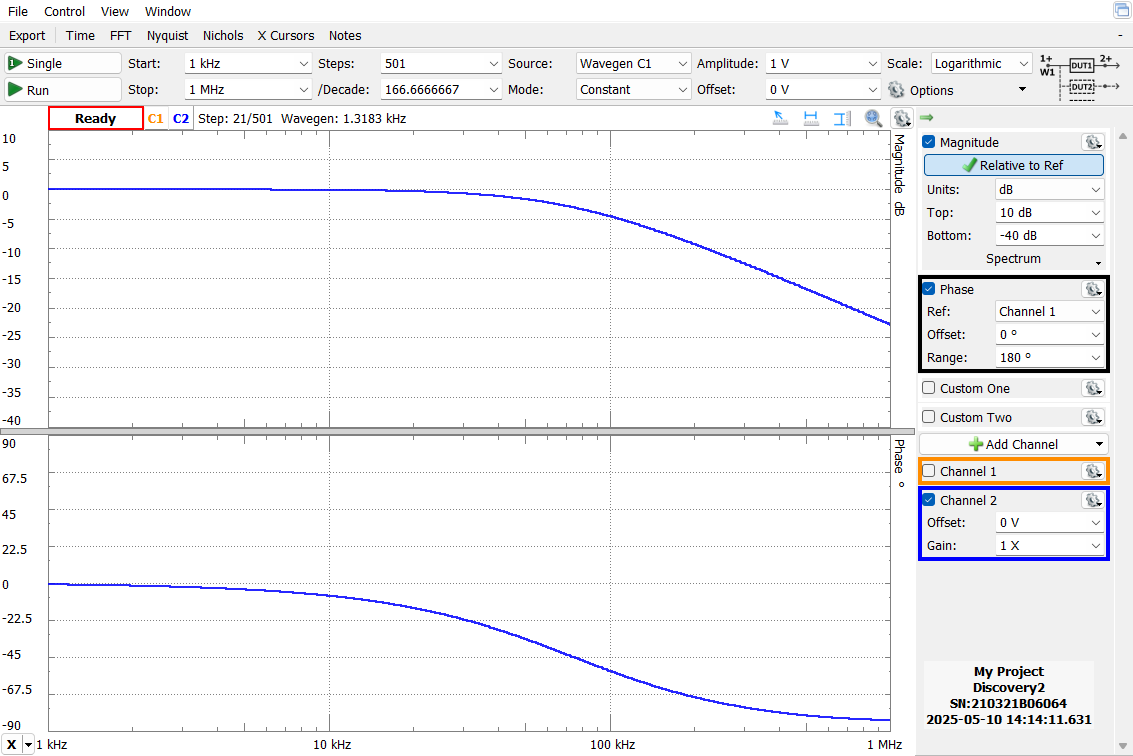 File Control View Window
Export Time FFT Nyquist Nichols X Cursors Notes -
Single Start: 1 kHz Steps: 501 Source: Wavegen C1 Amplitude: 1 V Scale: Logarithmic 1+ DUT1 2+
W1
Run Stop: 1 MHz /Decade: 166.6666667 Mode: Constant Offset: 0 V Options DUT2
Ready C1 C2 Step: 21/501 Wavegen: 1.3183 kHz
10
5
0
-5
-10
-15
-20
-25
-30
-35
-40
Magnitude dB
90
67.5
45
22.5
0
-22.5
-45
-67.5
-90
Phase °
X 1 kHz 10 kHz 100 kHz 1 MHz
Magnitude
Relative to Ref
Units: dB
Top: 10 dB
Bottom: -40 dB
Spectrum
Phase
Ref: Channel 1
Offset: 0 °
Range: 180 °
Custom One
Custom Two
Add Channel
Channel 1
Channel 2
Offset: 0 V
Gain: 1 X
My Project
Discovery2
SN:210321B06064
2025-05-10 14:14:11.631